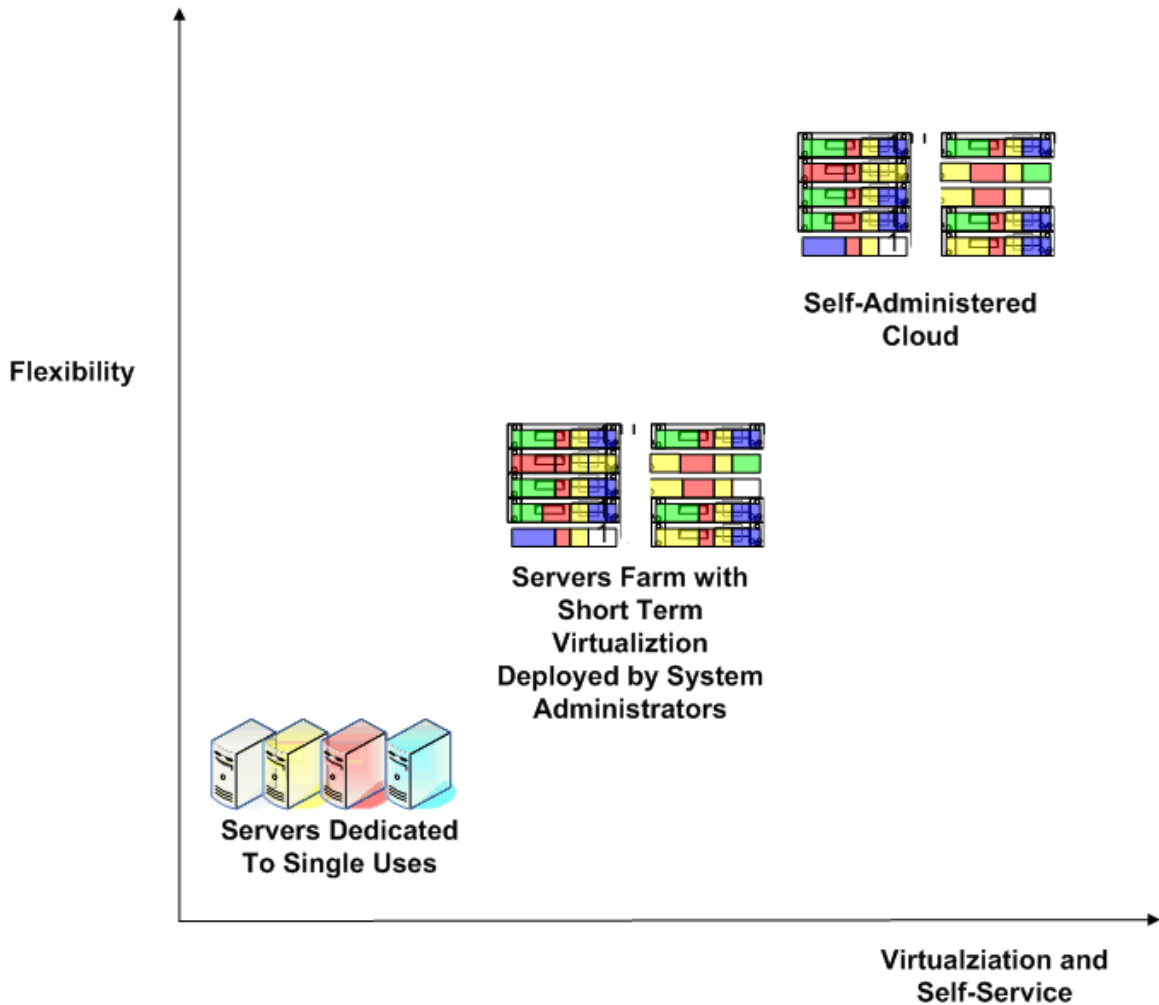 Self-Administered
Cloud
Flexibility
Servers Farm with
Short Term
Virtualiztion
Deployed by System
Administrators
Servers Dedicated
To Single Uses
Virtualziation and
Self-Service